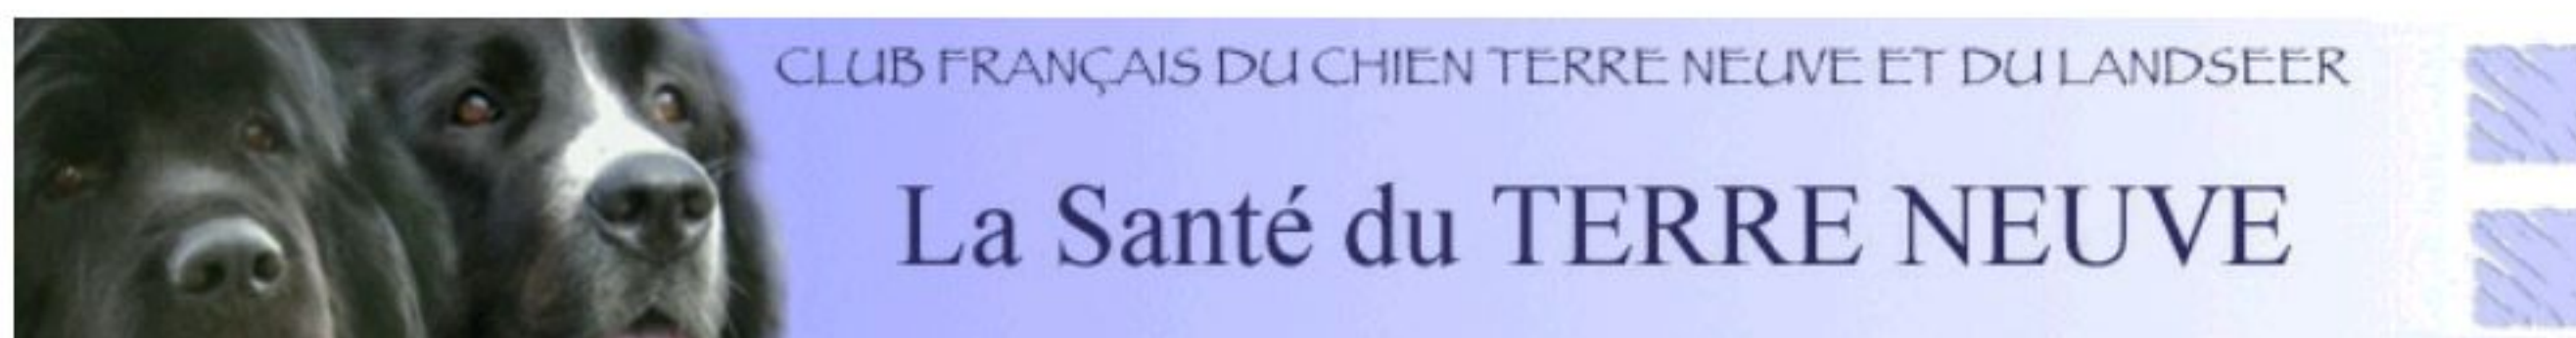 CLUB FRANÇAIS DU CHIEN TERRE NEUVE ET DU LANDSEER
La Santé du TERRE NEUVE